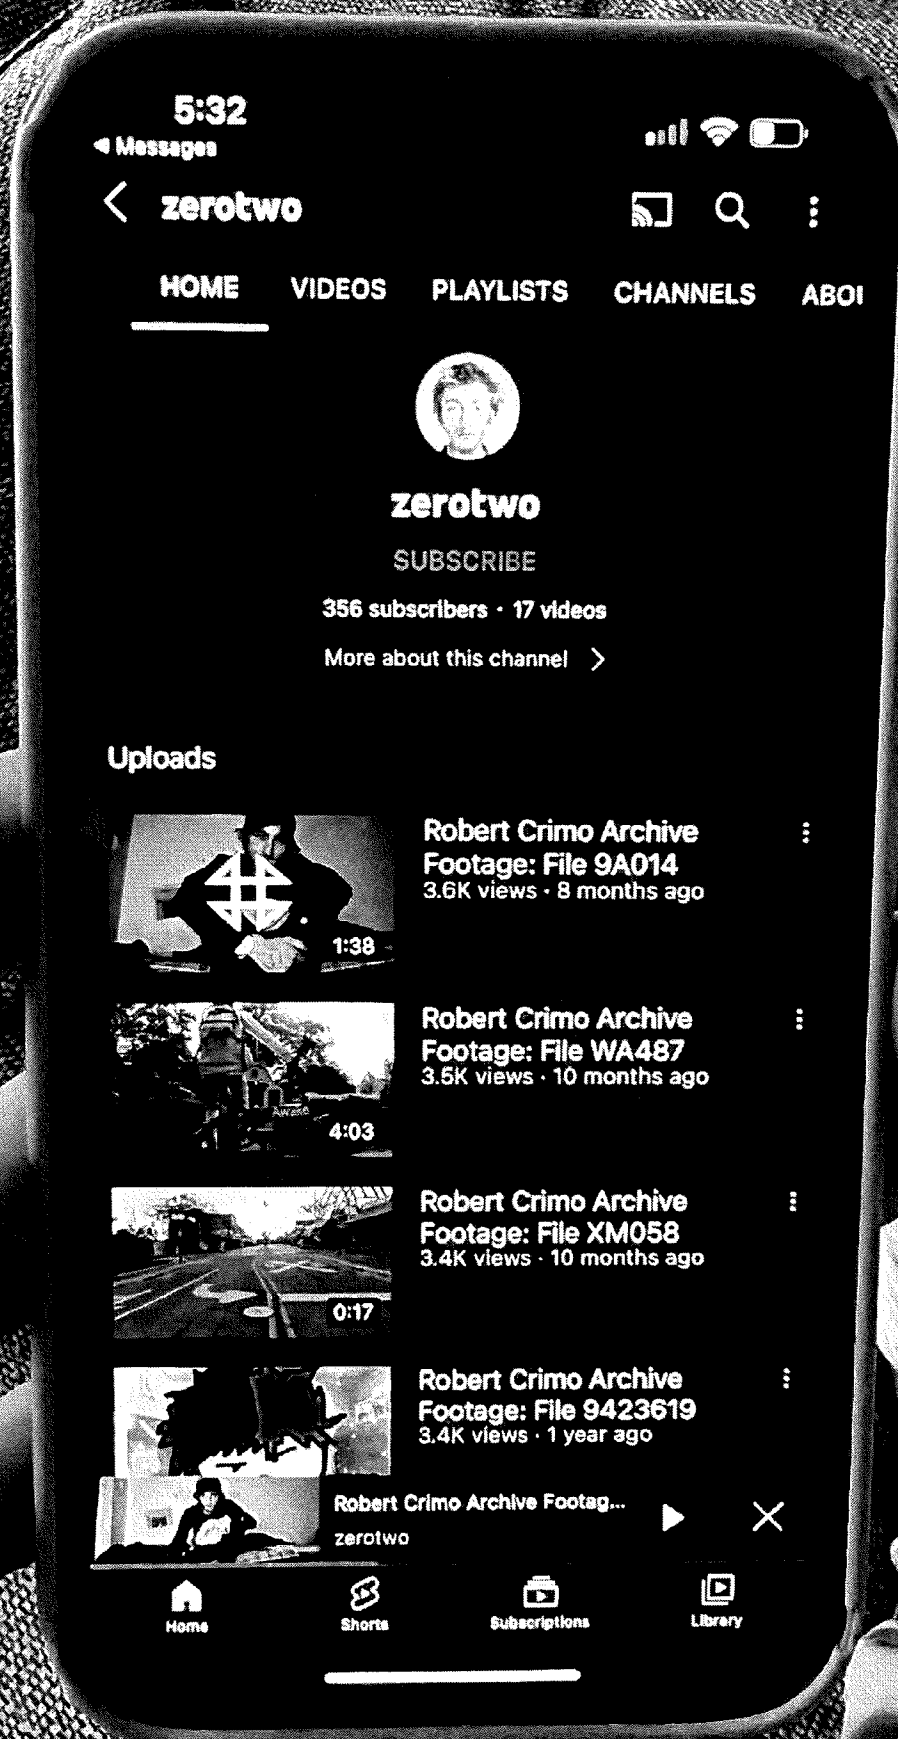 5:32
◀ Messages
zerotwo
HOME VIDEOS PLAYLISTS CHANNELS ABOI
zerotwo
SUBSCRIBE
356 subscribers · 17 videos
More about this channel
Uploads
Robert Crimo Archive
Footage: File 9A014
3.6K views · 8 months ago
1:38
Robert Crimo Archive
Footage: File WA487
3.5K views · 10 months ago
Awake
4:03
Robert Crimo Archive
Footage: File XM058
3.4K views · 10 months ago
0:17
Robert Crimo Archive
Footage: File 9423619
3.4K views · 1 year ago
Robert Crimo Archive Footag...
zerotwo
Home Shorts Subscriptions Library